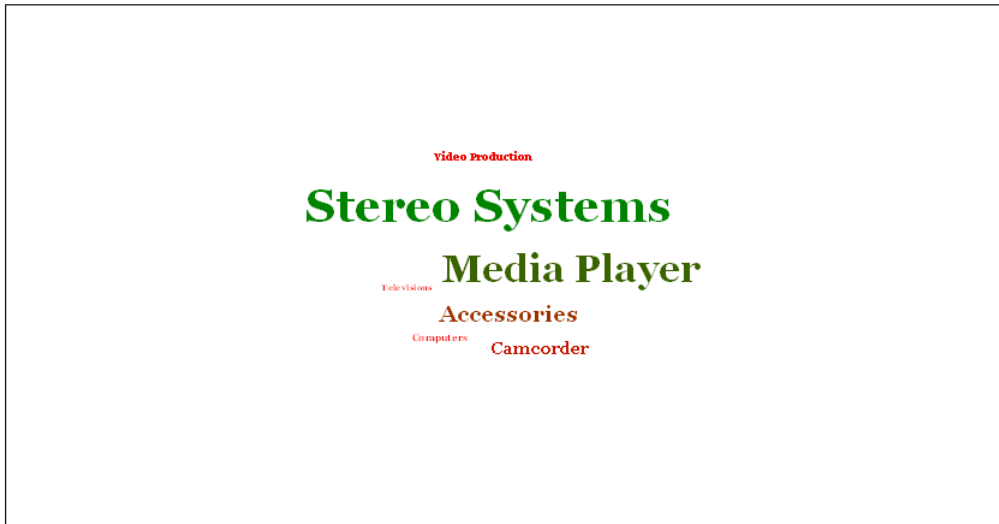 Video Production
Stereo Systems
Media Player
Televisions
Accessories
Computers
Camcorder